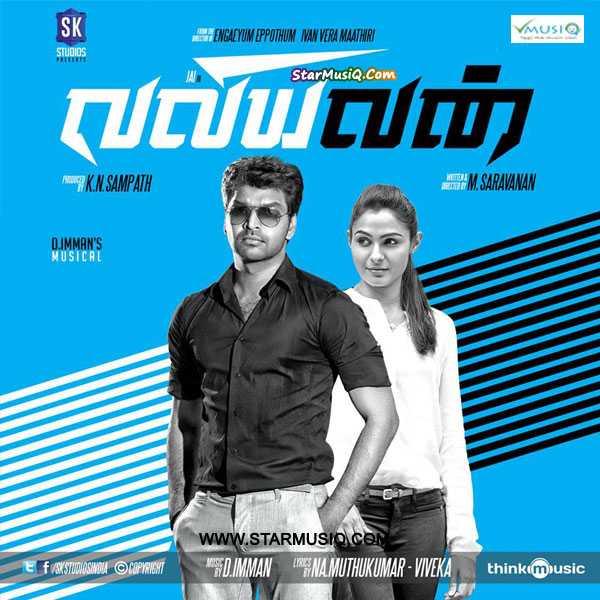 SK
STUDIOS
PRESENTS
FROM THE
DIRECTOR OF ENGAEYUM EPPOTHUM IVAN VERA MAATHIRI
VMUSIQ
JAI IN
StarMusiQ.Com
வலியவன்
PRODUCED BY K.N.SAMPATH
WRITTEN &
DIRECTED BY M. SARAVANAN
D.IMMAN'S
MUSICAL
WWW.STARMUSIQ.COM
/SKSTUDIOSINDIA © COPYRIGHT
MUSIC BY D.IMMAN
LYRICS BY NA.MUTHUKUMAR - VIVEKA
think music